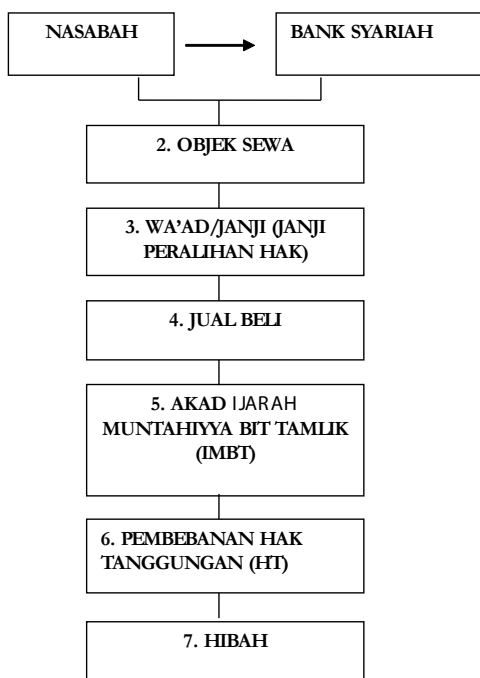 NASABAH
BANK SYARIAH
2. OBJEK SEWA
3. WA’AD/JANJI (JANJI
PERALIHAN HAK)
4. JUAL BELI
5. AKAD IJARAH
MUNTAHIYYA BIT TAMLIK
(IMBT)
6. PEMBEBANAN HAK
TANGGUNGAN (HT)
7. HIBAH